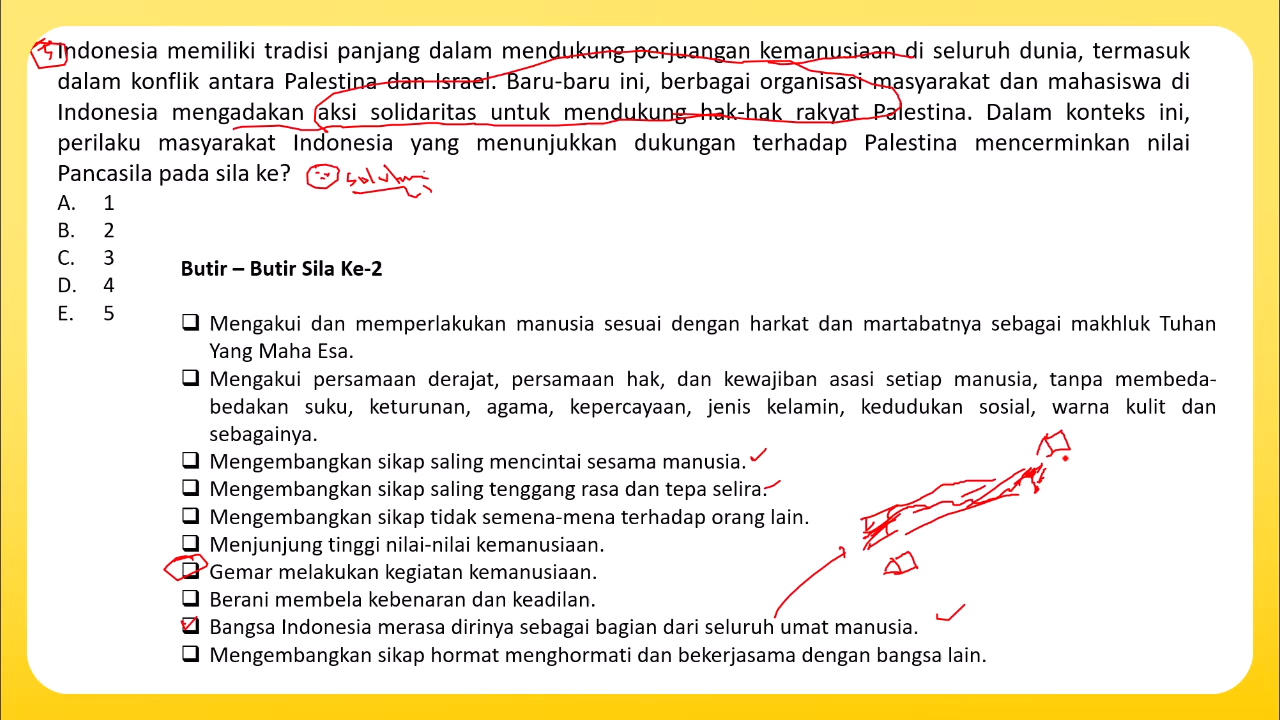 Indonesia memiliki tradisi panjang dalam mendukung perjuangan kemanusiaan di seluruh dunia, termasuk
dalam konflik antara Palestina dan Israel. Baru-baru ini, berbagai organisasi masyarakat dan mahasiswa di
Indonesia mengadakan aksi solidaritas untuk mendukung hak-hak rakyat Palestina. Dalam konteks ini,
perilaku masyarakat Indonesia yang menunjukkan dukungan terhadap Palestina mencerminkan nilai
Pancasila pada sila ke?
A. 1
B. 2
C. 3
D. 4
E. 5
Butir – Butir Sila Ke-2
Mengakui dan memperlakukan manusia sesuai dengan harkat dan martabatnya sebagai makhluk Tuhan
Yang Maha Esa.
Mengakui persamaan derajat, persamaan hak, dan kewajiban asasi setiap manusia, tanpa membeda-
bedakan suku, keturunan, agama, kepercayaan, jenis kelamin, kedudukan sosial, warna kulit dan
sebagainya.
Mengembangkan sikap saling mencintai sesama manusia.
Mengembangkan sikap saling tenggang rasa dan tepa selira.
Mengembangkan sikap tidak semena-mena terhadap orang lain.
Menjunjung tinggi nilai-nilai kemanusiaan.
Gemar melakukan kegiatan kemanusiaan.
Berani membela kebenaran dan keadilan.
Bangsa Indonesia merasa dirinya sebagai bagian dari seluruh umat manusia.
Mengembangkan sikap hormat menghormati dan bekerjasama dengan bangsa lain.